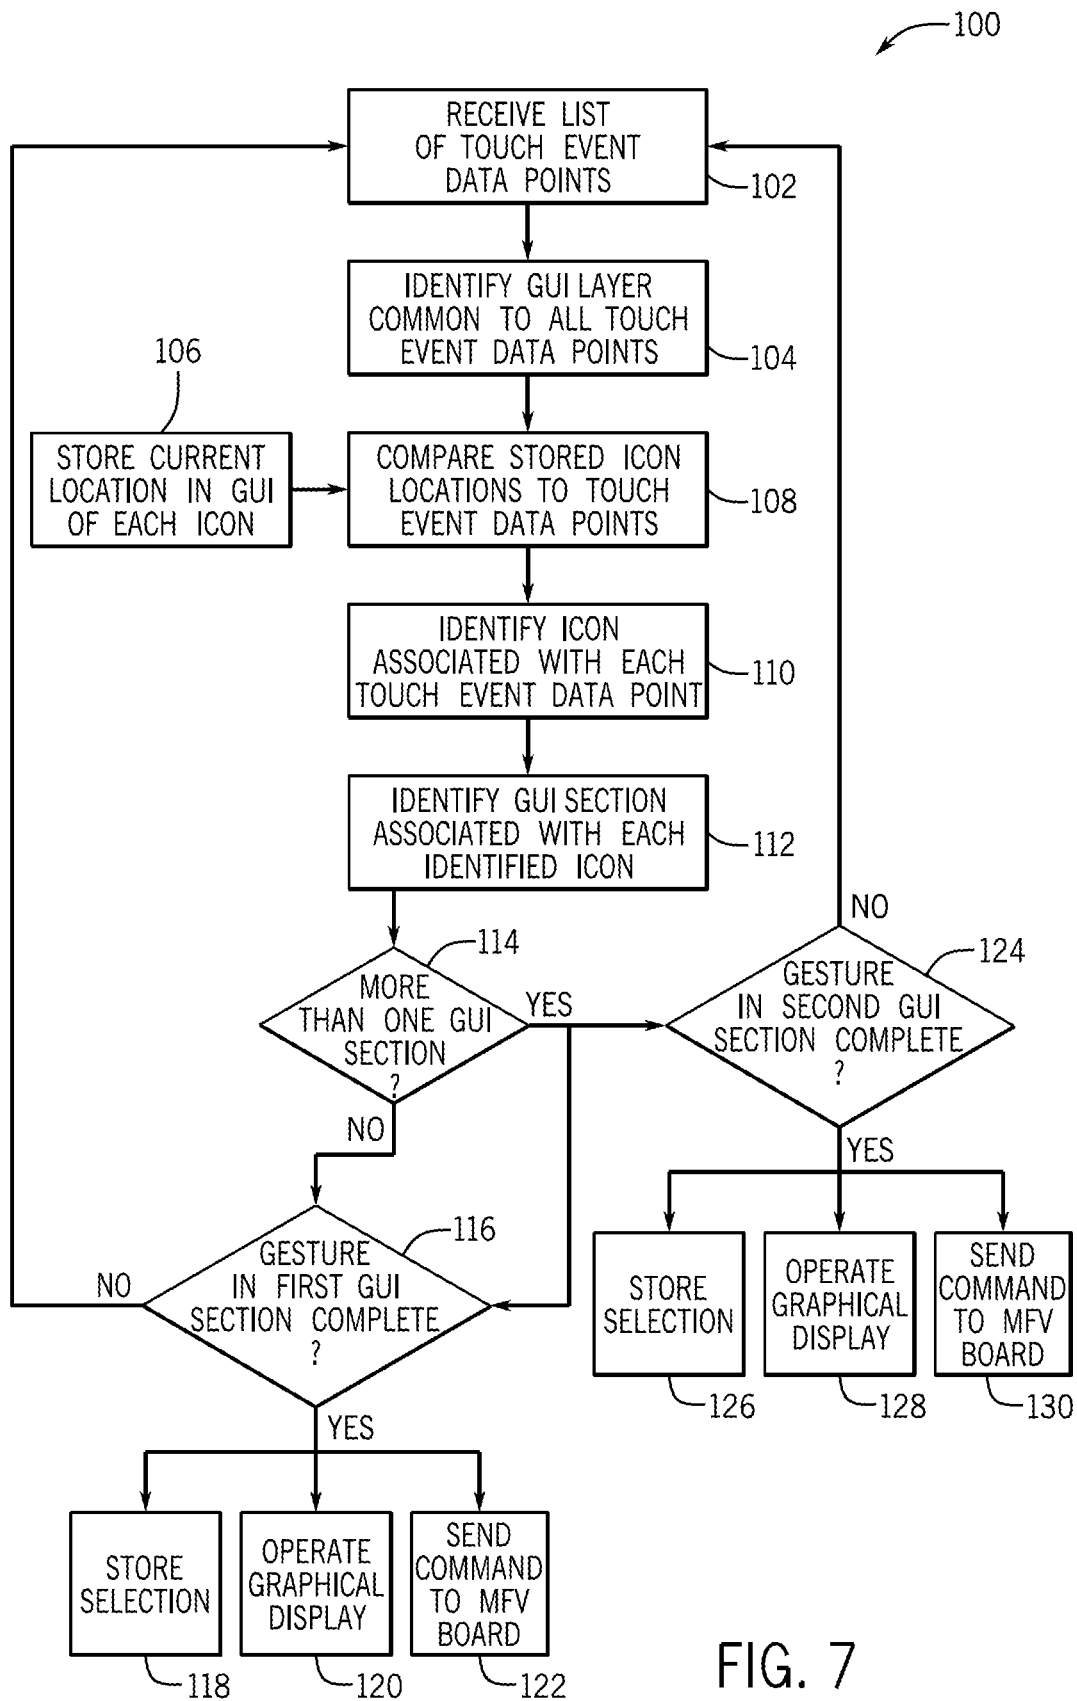 100
RECEIVE LIST
OF TOUCH EVENT
DATA POINTS
102
IDENTIFY GUI LAYER
COMMON TO ALL TOUCH
EVENT DATA POINTS
104
106
STORE CURRENT
LOCATION IN GUI
OF EACH ICON
COMPARE STORED ICON
LOCATIONS TO TOUCH
EVENT DATA POINTS
108
IDENTIFY ICON
ASSOCIATED WITH EACH
TOUCH EVENT DATA POINT
110
IDENTIFY GUI SECTION
ASSOCIATED WITH EACH
IDENTIFIED ICON
112
MORE
THAN ONE GUI
SECTION
?
114
YES
NO
GESTURE
IN SECOND GUI
SECTION COMPLETE
?
124
NO
YES
STORE
SELECTION
126
OPERATE
GRAPHICAL
DISPLAY
128
SEND
COMMAND
TO MFV
BOARD
130
GESTURE
IN FIRST GUI
SECTION COMPLETE
?
116
NO
YES
STORE
SELECTION
118
OPERATE
GRAPHICAL
DISPLAY
120
SEND
COMMAND
TO MFV
BOARD
122
FIG. 7